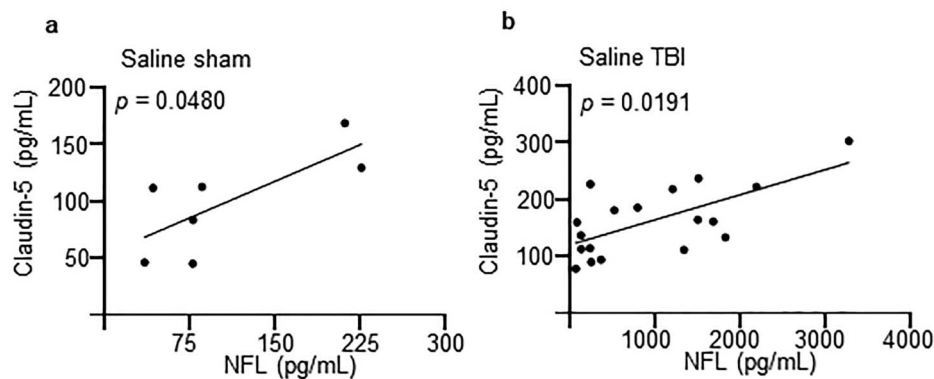 a
Saline sham
p = 0.0480
Claudin-5 (pg/mL)
200
150
100
50
75
150
225
300
NFL (pg/mL)
b
Saline TBI
p = 0.0191
Claudin-5 (pg/mL)
400
300
200
100
1000
2000
3000
4000
NFL (pg/mL)